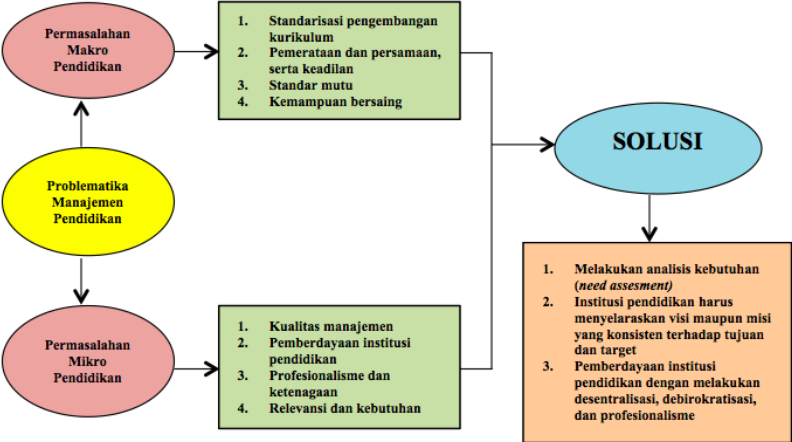 Permasalahan
Makro
Pendidikan
1. Standarisasi pengembangan
kurikulum
2. Pemerataan dan persamaan,
serta keadilan
3. Standar mutu
4. Kemampuan bersaing
Problematika
Manajemen
Pendidikan
Permasalahan
Mikro
Pendidikan
1. Kualitas manajemen
2. Pemberdayaan institusi
pendidikan
3. Profesionalisme dan
ketenagaan
4. Relevansi dan kebutuhan
SOLUSI
1. Melakukan analisis kebutuhan
(need assesment)
2. Institusi pendidikan harus
menyelaraskan visi maupun misi
yang konsisten terhadap tujuan
dan target
3. Pemberdayaan institusi
pendidikan dengan melakukan
desentralisasi, debirokratisasi,
dan profesionalisme